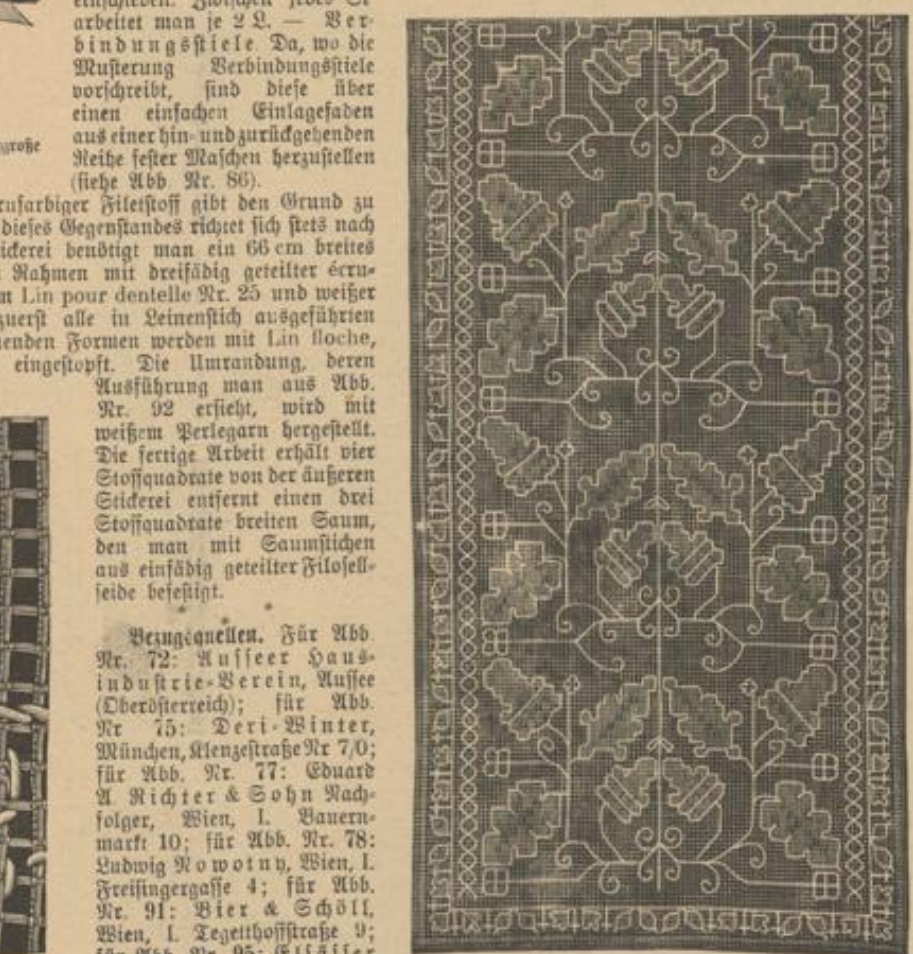 arbeitet man je 2 L. — Ver-
bindungsstiele. Da, wo die
Musterung Verbindungsstiele
vorschreibt, sind diese über
einen einfachen Einlagefaden
aus einer hin- und zurückgehenden
Reihe fester Maschen herzustellen
(siehe Abb. Nr. 86).
große
rufarbiger Filetstoff gibt den Grund zu
dieses Gegenstandes richtet sich stets nach
ickerei benötigt man ein 66 cm breites
Rahmen mit dreifädig geteilter écru-
m Lin pour dentelle Nr. 25 und weißer
zuerst alle in Leinenstich ausgeführten
enden Formen werden mit Lin floche,
eingestopft. Die Umrandung, deren
Ausführung man aus Abb.
Nr. 92 ersieht, wird mit
weißem Perlegarn hergestellt.
Die fertige Arbeit erhält vier
Stoffquadrate von der äußeren
Stickerei entfernt einen drei
Stoffquadrate breiten Saum,
den man mit Saumstichen
aus einfädig geteilter Filosell-
seide befestigt.
Bezugsquellen. Für Abb.
Nr. 72: Ausseer Haus-
industrie-Verein, Aussee
(Oberösterreich); für Abb.
Nr 75: Deri-Winter,
München, Klenzestraße Nr 7/0;
für Abb. Nr. 77: Eduard
A Richter & Sohn Nach-
folger, Wien, I. Bauern-
markt 10; für Abb. Nr. 78:
Ludwig Nowotny, Wien, I.
Freisingergasse 4; für Abb.
Nr. 91: Bier & Schöll,
Wien, I. Tegetthoffstraße 9;
für Abb. Nr. 95: